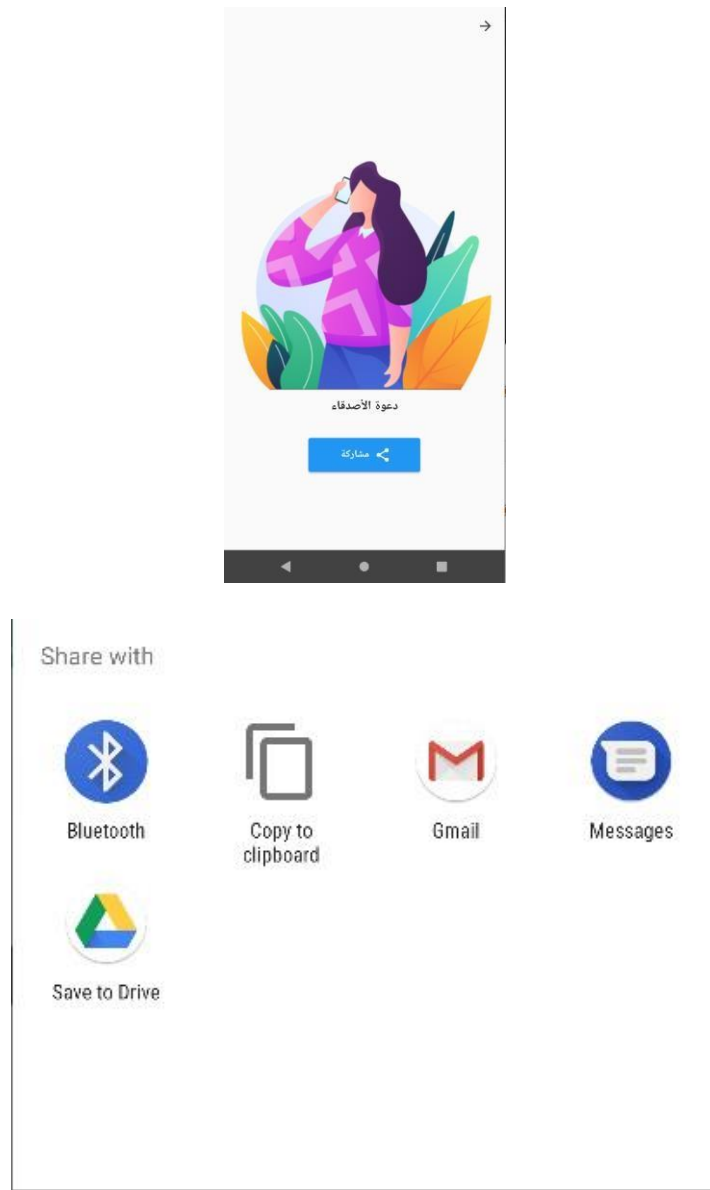 دعوة الأصدقاء
مشاركة
Share with
Bluetooth
Copy to
clipboard
Gmail
Messages
Save to Drive